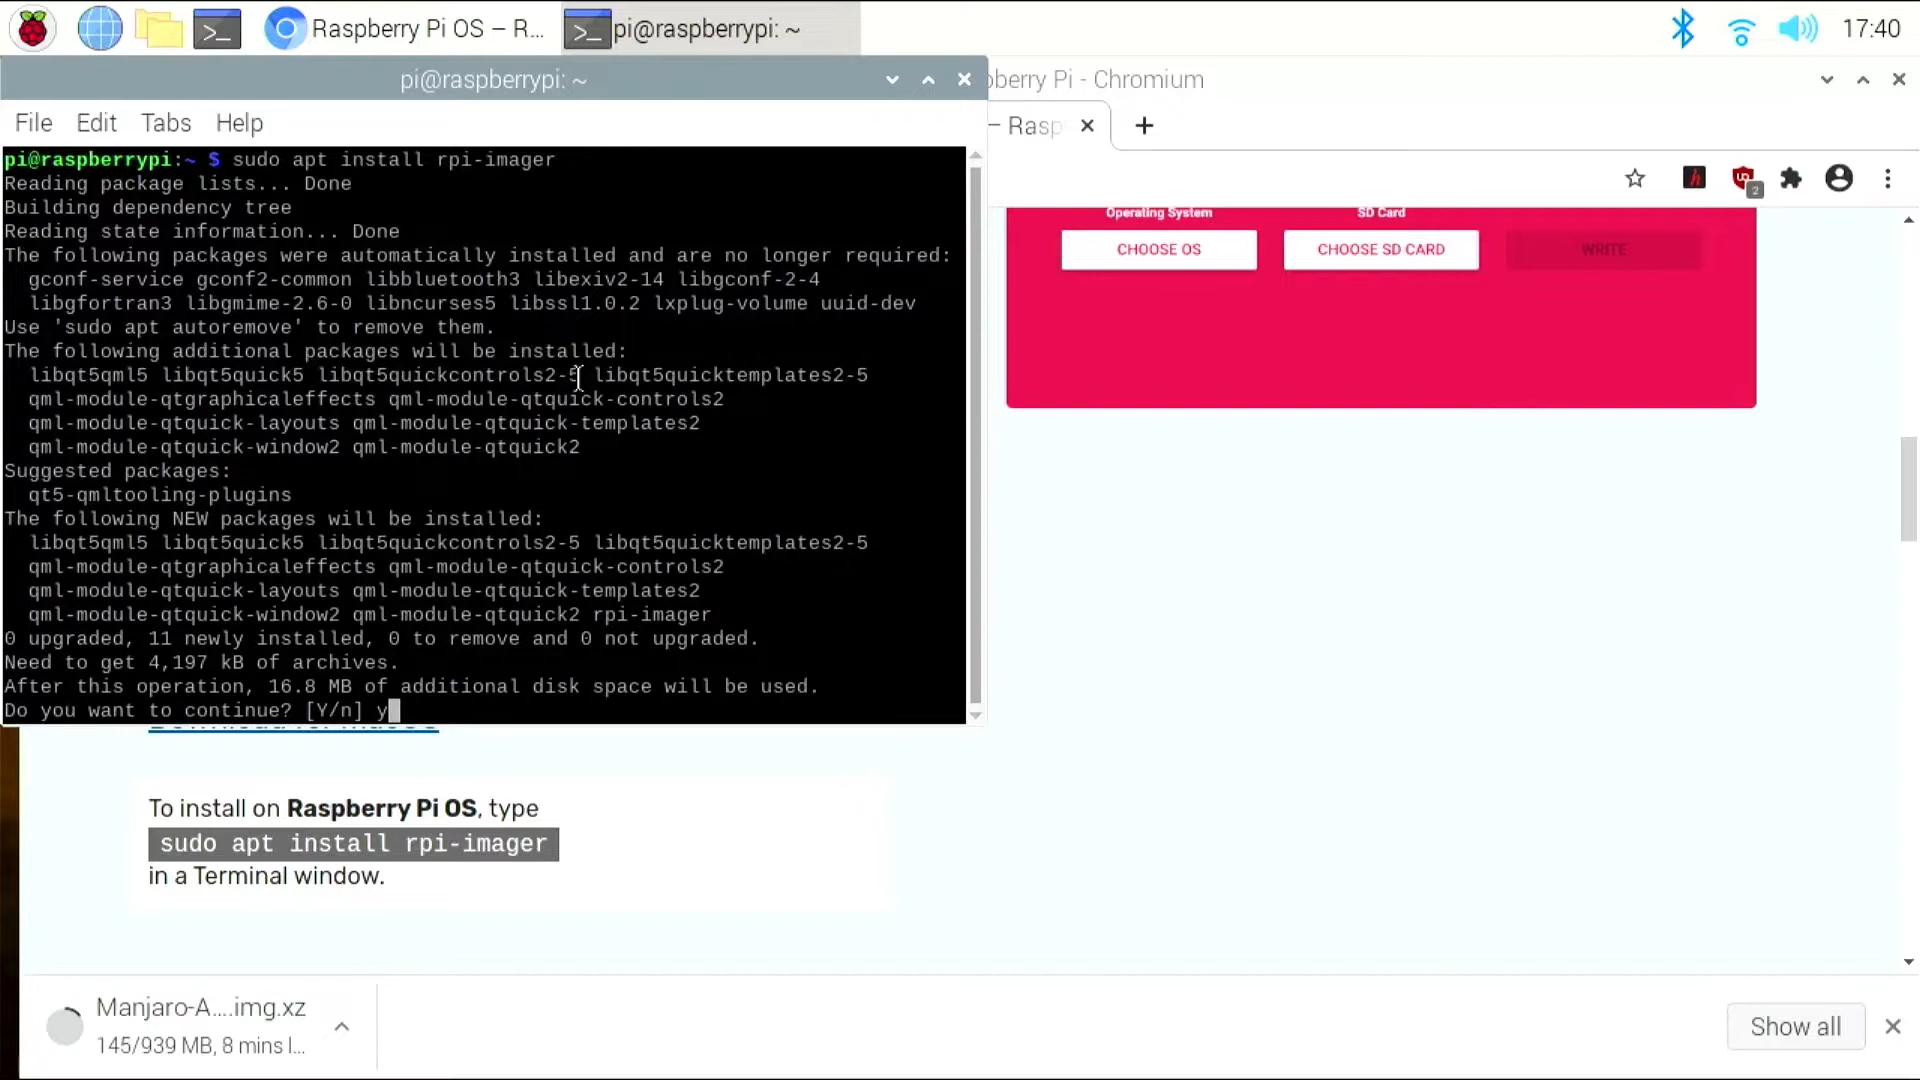 Raspberry Pi OS – R...
pi@raspberrypi: ~
17:40
pi@raspberrypi: ~
berry Pi - Chromium
File Edit Tabs Help
– Rasp
2
pi@raspberrypi:~ $ sudo apt install rpi-imager
Reading package lists... Done
Building dependency tree
Reading state information... Done
The following packages were automatically installed and are no longer required:
gconf-service gconf2-common libbluetooth3 libexiv2-14 libgconf-2-4
libgfortran3 libgmime-2.6-0 libncurses5 libssl1.0.2 lxplug-volume uuid-dev
Use 'sudo apt autoremove' to remove them.
The following additional packages will be installed:
libqt5qml5 libqt5quick5 libqt5quickcontrols2-5 libqt5quicktemplates2-5
qml-module-qtgraphicaleffects qml-module-qtquick-controls2
qml-module-qtquick-layouts qml-module-qtquick-templates2
qml-module-qtquick-window2 qml-module-qtquick2
Suggested packages:
qt5-qmltooling-plugins
The following NEW packages will be installed:
libqt5qml5 libqt5quick5 libqt5quickcontrols2-5 libqt5quicktemplates2-5
qml-module-qtgraphicaleffects qml-module-qtquick-controls2
qml-module-qtquick-layouts qml-module-qtquick-templates2
qml-module-qtquick-window2 qml-module-qtquick2 rpi-imager
0 upgraded, 11 newly installed, 0 to remove and 0 not upgraded.
Need to get 4,197 kB of archives.
After this operation, 16.8 MB of additional disk space will be used.
Do you want to continue? [Y/n] y
Operating System
SD Card
CHOOSE OS
CHOOSE SD CARD
WRITE
To install on Raspberry Pi OS, type
sudo apt install rpi-imager
in a Terminal window.
Manjaro-A....img.xz
145/939 MB, 8 mins l...
Show all